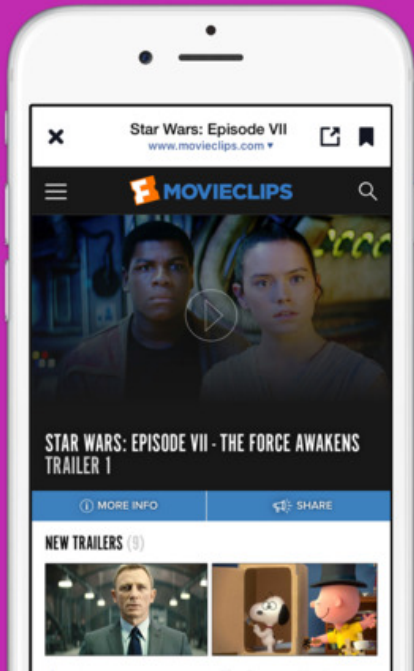 Star Wars: Episode VII
www.movieclips.com ▾
MOVIECLIPS
STAR WARS: EPISODE VII - THE FORCE AWAKENS
TRAILER 1
MORE INFO
SHARE
NEW TRAILERS (9)